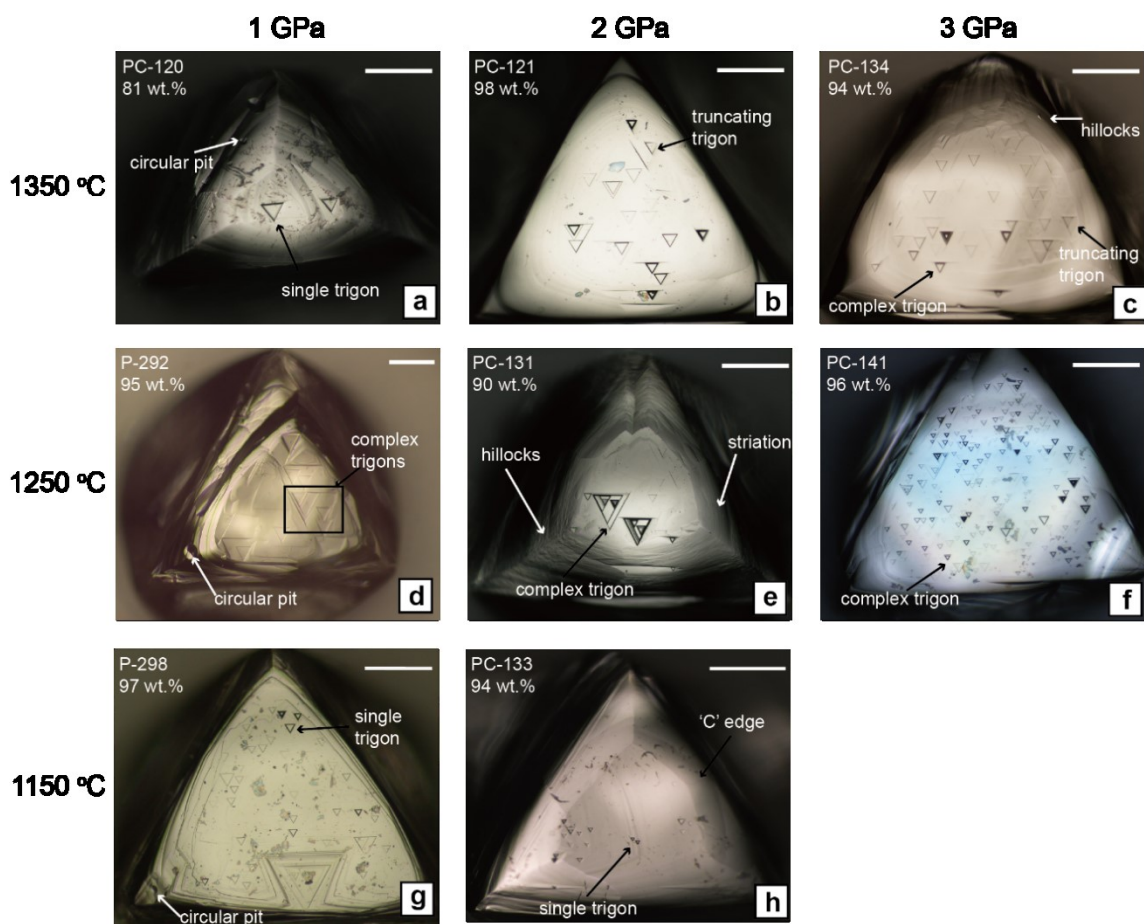 1 GPa
2 GPa
3 GPa
1350 ºC
PC-120
81 wt.%
circular pit
single trigon
a
PC-121
98 wt.%
truncating
trigon
b
PC-134
94 wt.%
hillocks
truncating
trigon
complex trigon
c
1250 ºC
P-292
95 wt.%
complex
trigons
circular pit
d
PC-131
90 wt.%
hillocks
striation
complex trigon
e
PC-141
96 wt.%
complex trigon
f
1150 ºC
P-298
97 wt.%
single
trigon
circular pit
g
PC-133
94 wt.%
'C' edge
single trigon
h